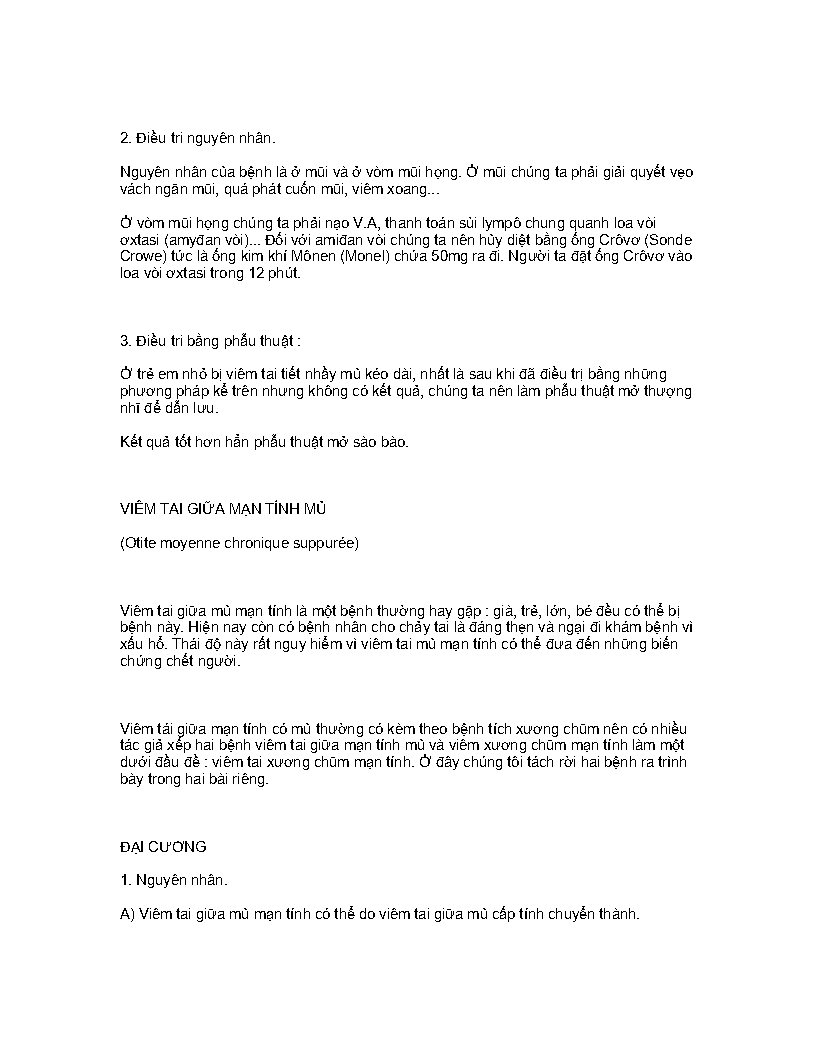 2. Điều tri nguyên nhân.
Nguyên nhân của bệnh là ở mũi và ở vòm mũi họng. Ở mũi chúng ta phải giải quyết vẹo
vách ngăn mũi, quá phát cuốn mũi, viêm xoang...
Ở vòm mũi họng chúng ta phải nạo V.A, thanh toán sùi lympô chung quanh loa vòi
ơxtasi (amyđan vòi)... Đối với amiđan vòi chúng ta nên hủy diệt bằng ống Crôvơ (Sonde
Crowe) tức là ống kim khí Mônen (Monel) chứa 50mg ra đi. Người ta đặt ống Crôvơ vào
loa vòi ơxtasi trong 12 phút.
3. Điều tri bằng phẫu thuật :
Ở trẻ em nhỏ bị viêm tai tiết nhầy mủ kéo dài, nhất là sau khi đã điều trị bằng những
phương pháp kể trên nhưng không có kết quả, chúng ta nên làm phẫu thuật mở thượng
nhĩ để dẫn lưu.
Kết quả tốt hơn hẳn phẫu thuật mở sào bào.
VIÊM TAI GIỮA MẠN TÍNH MỦ
(Otite moyenne chronique suppurée)
Viêm tai giữa mủ mạn tính là một bệnh thường hay gặp : già, trẻ, lớn, bé đều có thể bị
bệnh này. Hiện nay còn có bệnh nhân cho chảy tai là đáng thẹn và ngại đi khám bệnh vì
xấu hổ. Thái độ này rất nguy hiểm vì viêm tai mủ mạn tính có thể đưa đến những biến
chứng chết người.
Viêm tái giữa mạn tính có mủ thường có kèm theo bệnh tích xương chũm nên có nhiều
tác giả xếp hai bệnh viêm tai giữa mạn tính mủ và viêm xương chũm mạn tính làm một
dưới đầu đề : viêm tai xương chũm mạn tính. Ở đây chúng tôi tách rời hai bệnh ra trình
bày trong hai bài riêng.
ĐẠI CƯƠNG
1. Nguyên nhân.
A) Viêm tai giữa mủ mạn tính có thể do viêm tai giữa mủ cấp tính chuyển thành.